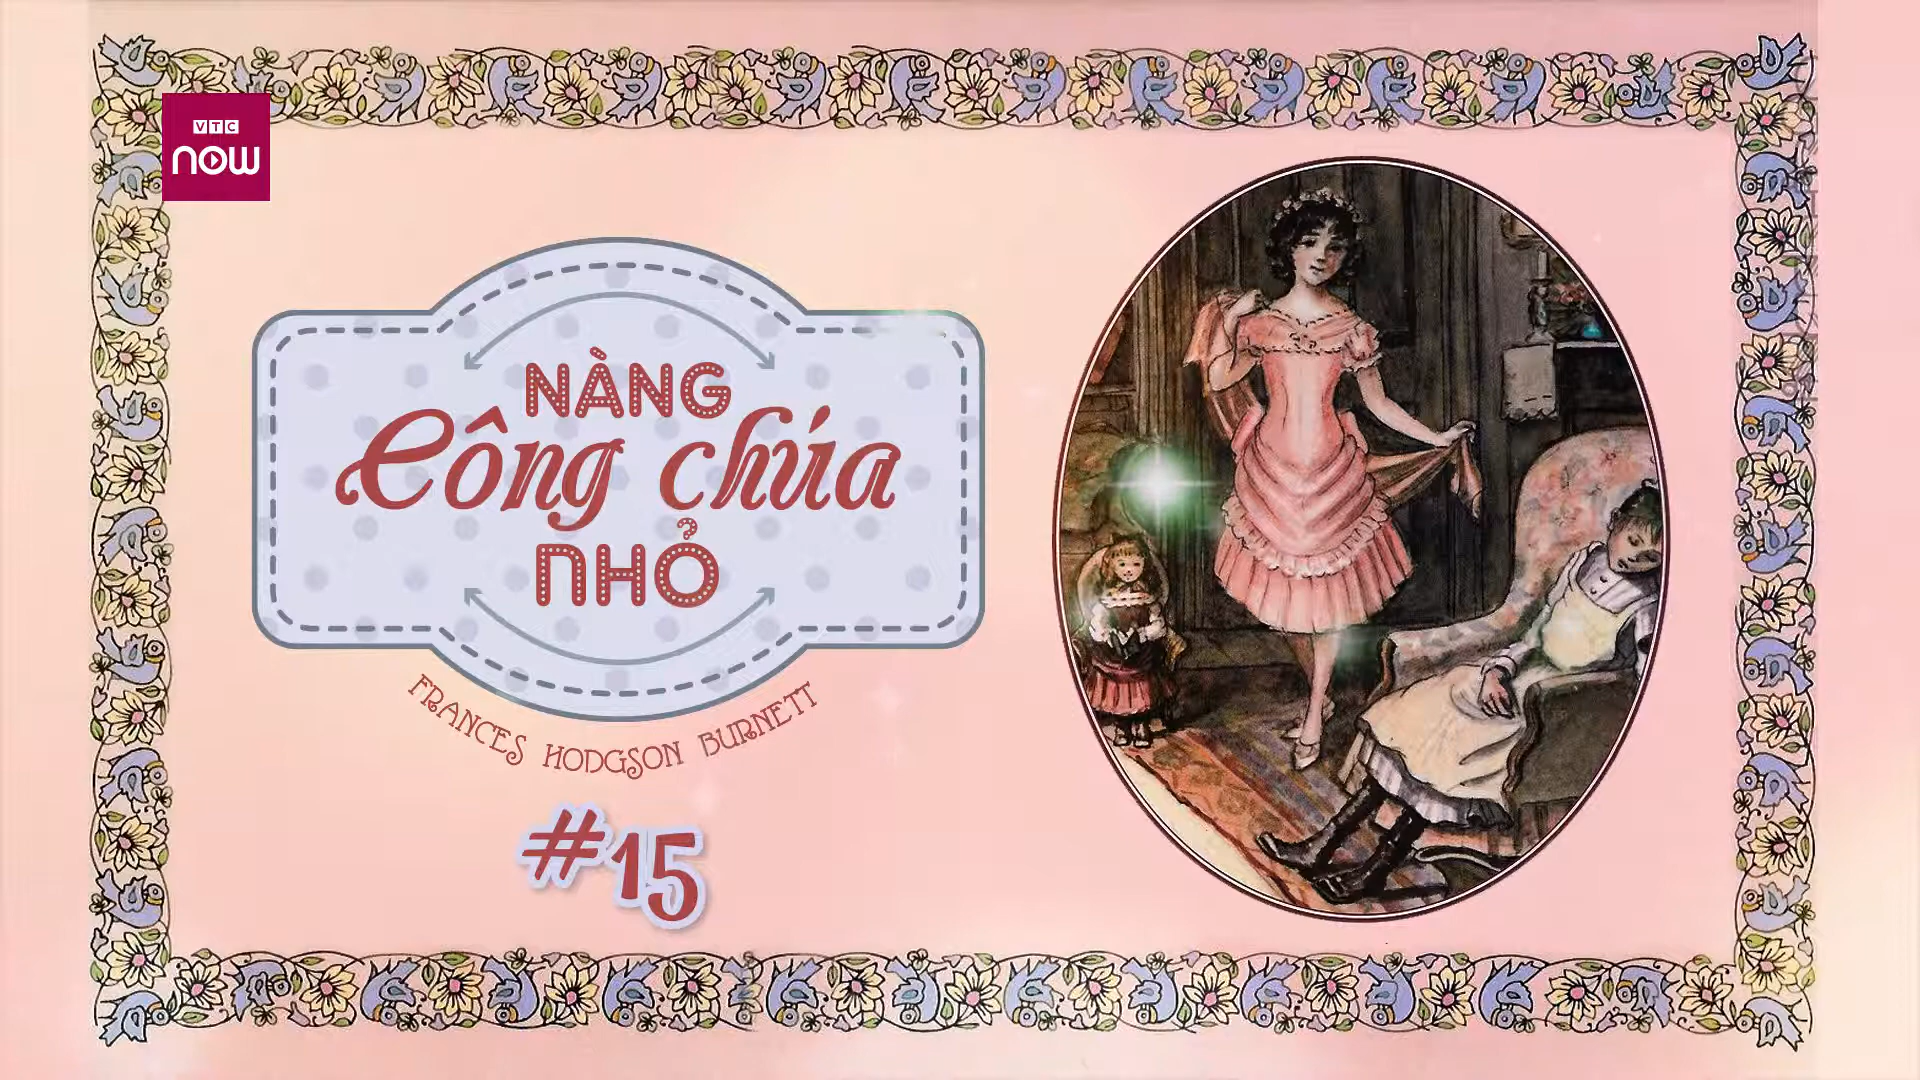 VTC
now
NÀNG
Công chúa
NHỎ
FRANCES HODGSON BURNETT
#15